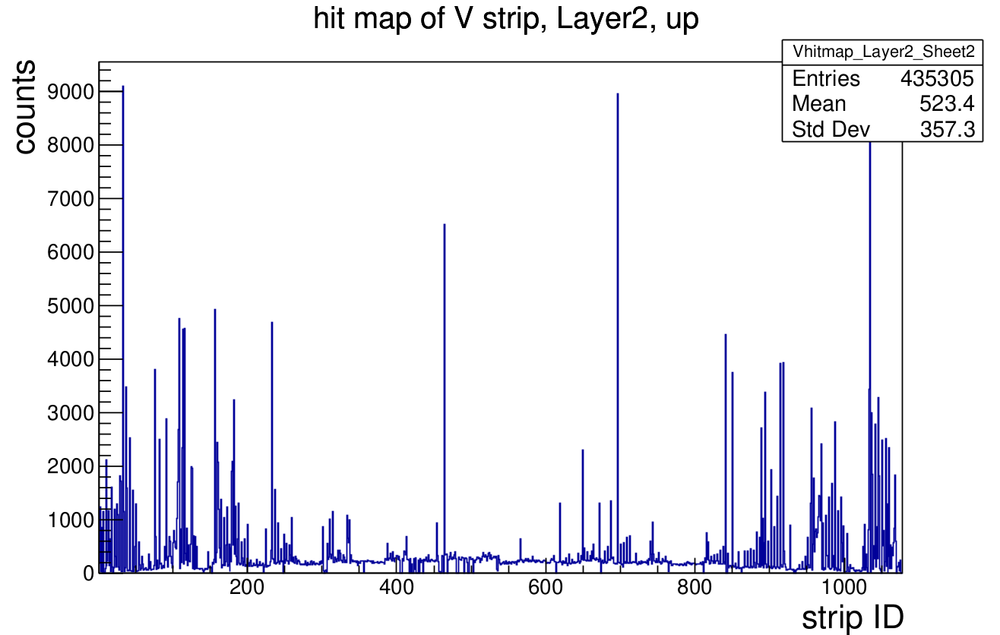 hit map of V strip, Layer2, up
Vhitmap_Layer2_Sheet2
Entries 435305
Mean 523.4
Std Dev 357.3
counts
9000
8000
7000
6000
5000
4000
3000
2000
1000
0
200 400 600 800 1000
strip ID